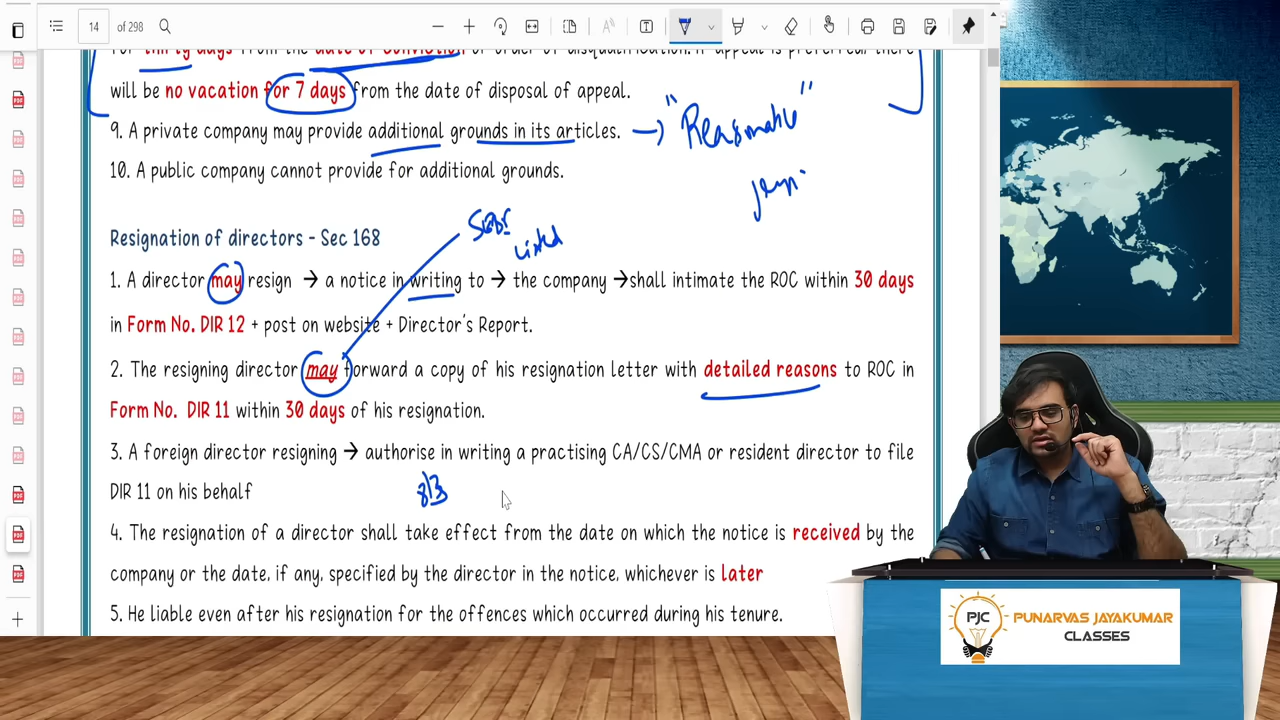 14 of 298
For thirty days from the date of conviction or order of disqualification. If appeal is preferred there
will be no vacation for 7 days from the date of disposal of appeal.
9. A private company may provide additional grounds in its articles. → "Reasonable"
10. A public company cannot provide for additional grounds.
SEBI
Listed
Resignation of directors – Sec 168
1. A director may resign → a notice in writing to → the company → shall intimate the ROC within 30 days
in Form No. DIR 12 + post on website + Director's Report.
2. The resigning director may forward a copy of his resignation letter with detailed reasons to ROC in
Form No. DIR 11 within 30 days of his resignation.
3. A foreign director resigning → authorise in writing a practising CA/CS/CMA or resident director to file
DIR 11 on his behalf
8/3
4. The resignation of a director shall take effect from the date on which the notice is received by the
company or the date, if any, specified by the director in the notice, whichever is Later
5. He liable even after his resignation for the offences which occurred during his tenure.
PJC
PUNARVAS JAYAKUMAR
CLASSES